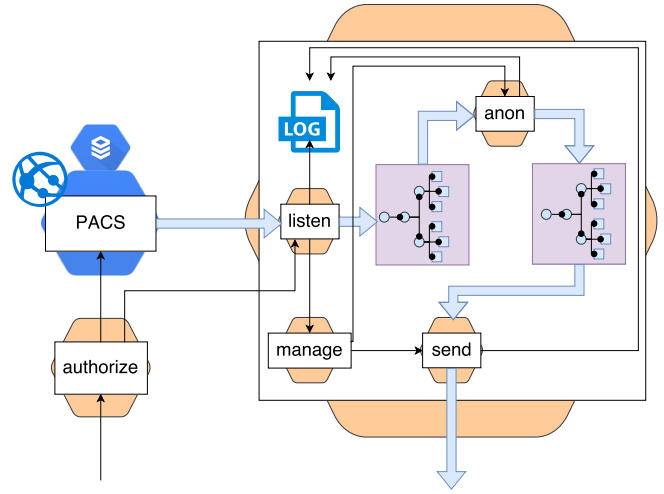 anon
LOG
PACS
listen
manage
send
authorize